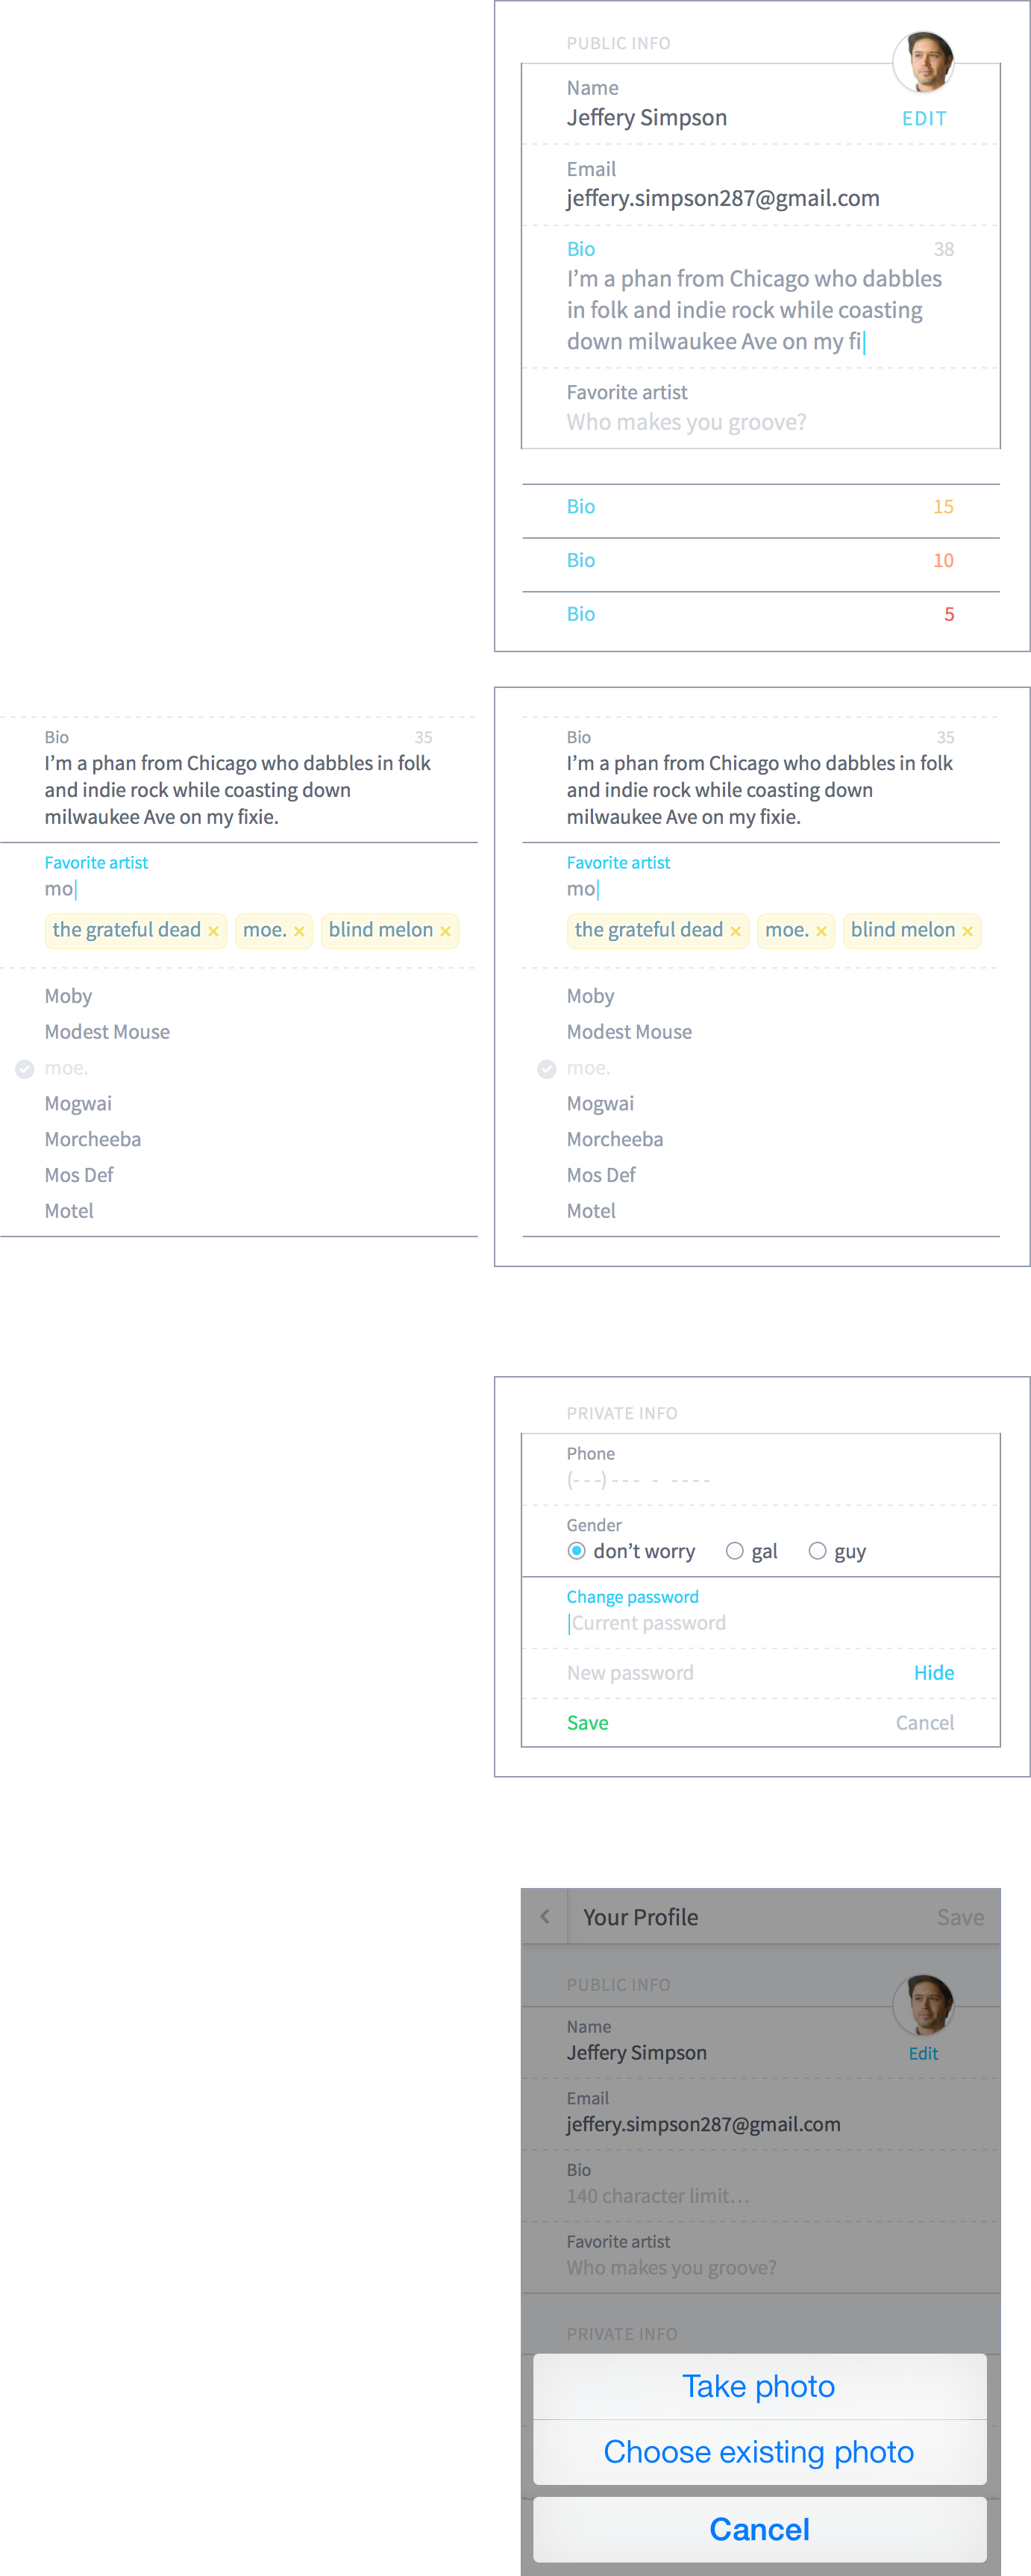 PUBLIC INFO
Name
Jeffery Simpson
EDIT
Email
jeffery.simpson287@gmail.com
Bio 38
I’m a phan from Chicago who dabbles
in folk and indie rock while coasting
down milwaukee Ave on my fi
Favorite artist
Who makes you groove?
Bio 15
Bio 10
Bio 5
Bio 35
I’m a phan from Chicago who dabbles in folk
and indie rock while coasting down
milwaukee Ave on my fixie.
Favorite artist
mo
the grateful dead × moe. × blind melon ×
Moby
Modest Mouse
moe.
Mogwai
Morcheeba
Mos Def
Motel
Bio 35
I’m a phan from Chicago who dabbles in folk
and indie rock while coasting down
milwaukee Ave on my fixie.
Favorite artist
mo
the grateful dead × moe. × blind melon ×
Moby
Modest Mouse
moe.
Mogwai
Morcheeba
Mos Def
Motel
PRIVATE INFO
Phone
(---) --- - ----
Gender
don’t worry gal guy
Change password
Current password
New password Hide
Save Cancel
Your Profile Save
PUBLIC INFO
Name
Jeffery Simpson
Edit
Email
jeffery.simpson287@gmail.com
Bio
140 character limit...
Favorite artist
Who makes you groove?
PRIVATE INFO
Take photo
Choose existing photo
Cancel